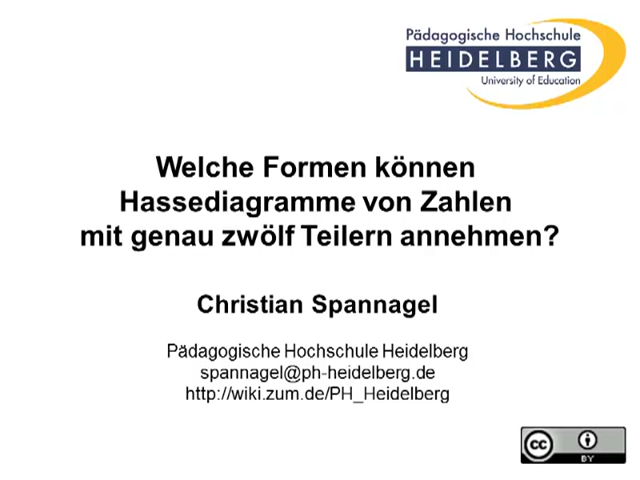 Pädagogische Hochschule
HEIDELBERG
University of Education
Welche Formen können
Hassediagramme von Zahlen
mit genau zwölf Teilern annehmen?
Christian Spannagel
Pädagogische Hochschule Heidelberg
spannagel@ph-heidelberg.de
http://wiki.zum.de/PH_Heidelberg
cc
BY